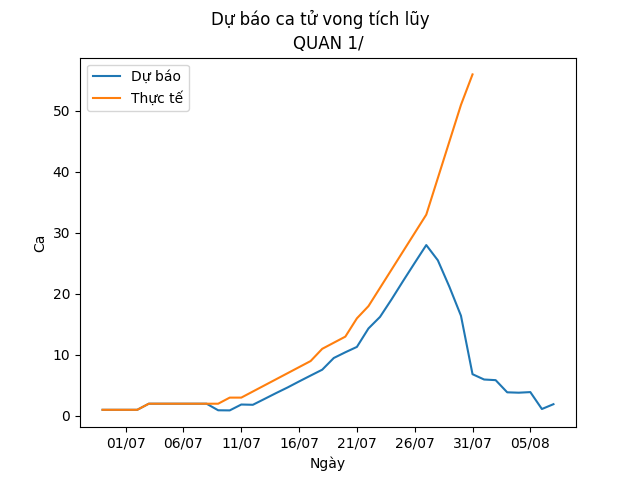 Dự báo ca tử vong tích lũy
QUAN 1/
Dự báo
Thực tế
Ca
50
40
30
20
10
0
01/07 06/07 11/07 16/07 21/07 26/07 31/07 05/08
Ngày